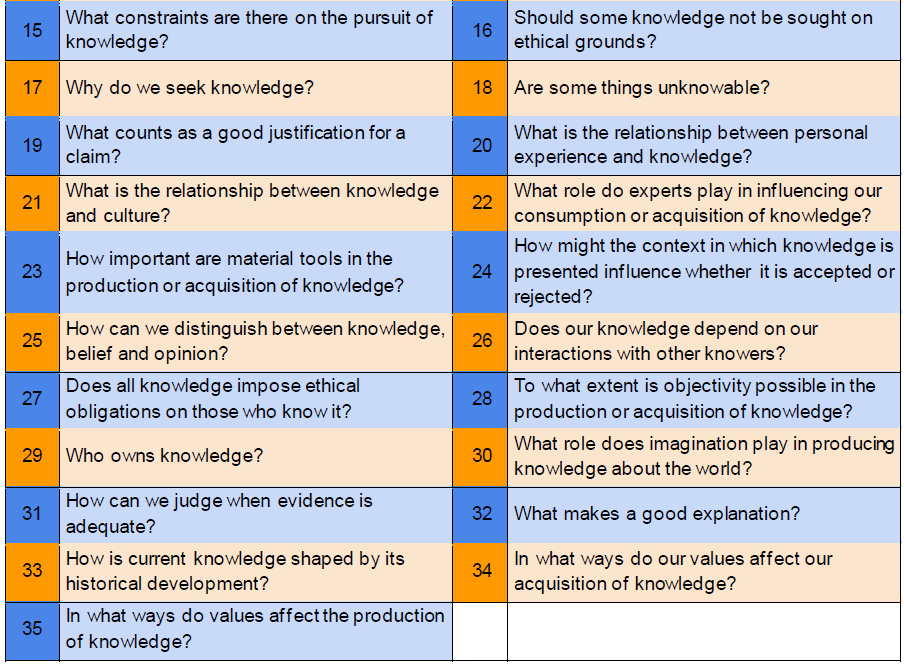 15
What constraints are there on the pursuit of
knowledge?
16
Should some knowledge not be sought on
ethical grounds?
17
Why do we seek knowledge?
18
Are some things unknowable?
19
What counts as a good justification for a
claim?
20
What is the relationship between personal
experience and knowledge?
21
What is the relationship between knowledge
and culture?
22
What role do experts play in influencing our
consumption or acquisition of knowledge?
23
How important are material tools in the
production or acquisition of knowledge?
24
How might the context in which knowledge is
presented influence whether it is accepted or
rejected?
25
How can we distinguish between knowledge,
belief and opinion?
26
Does our knowledge depend on our
interactions with other knowers?
27
Does all knowledge impose ethical
obligations on those who know it?
28
To what extent is objectivity possible in the
production or acquisition of knowledge?
29
Who owns knowledge?
30
What role does imagination play in producing
knowledge about the world?
31
How can we judge when evidence is
adequate?
32
What makes a good explanation?
33
How is current knowledge shaped by its
historical development?
34
In what ways do our values affect our
acquisition of knowledge?
35
In what ways do values affect the production
of knowledge?